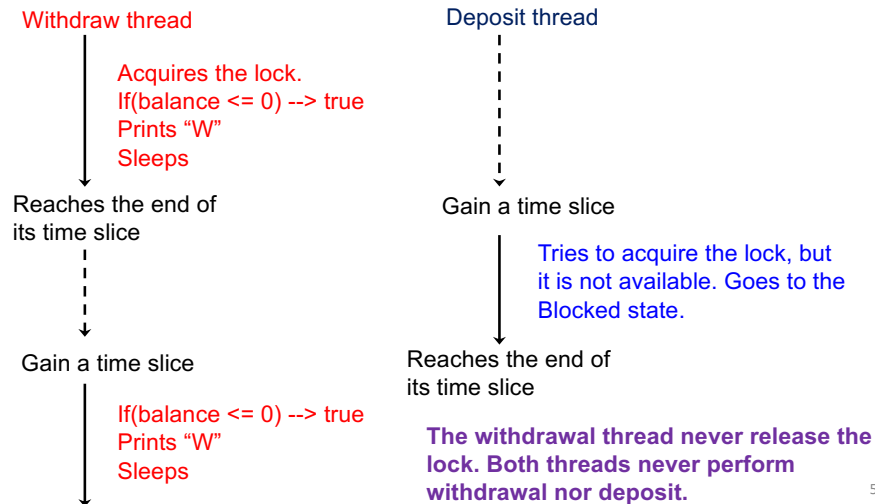 Withdraw thread
Acquires the lock.
If(balance <= 0) --> true
Prints “W”
Sleeps
Reaches the end of
its time slice
Gain a time slice
If(balance <= 0) --> true
Prints “W”
Sleeps
Deposit thread
Gain a time slice
Tries to acquire the lock, but
it is not available. Goes to the
Blocked state.
Reaches the end of
its time slice
The withdrawal thread never release the
lock. Both threads never perform
withdrawal nor deposit.
5